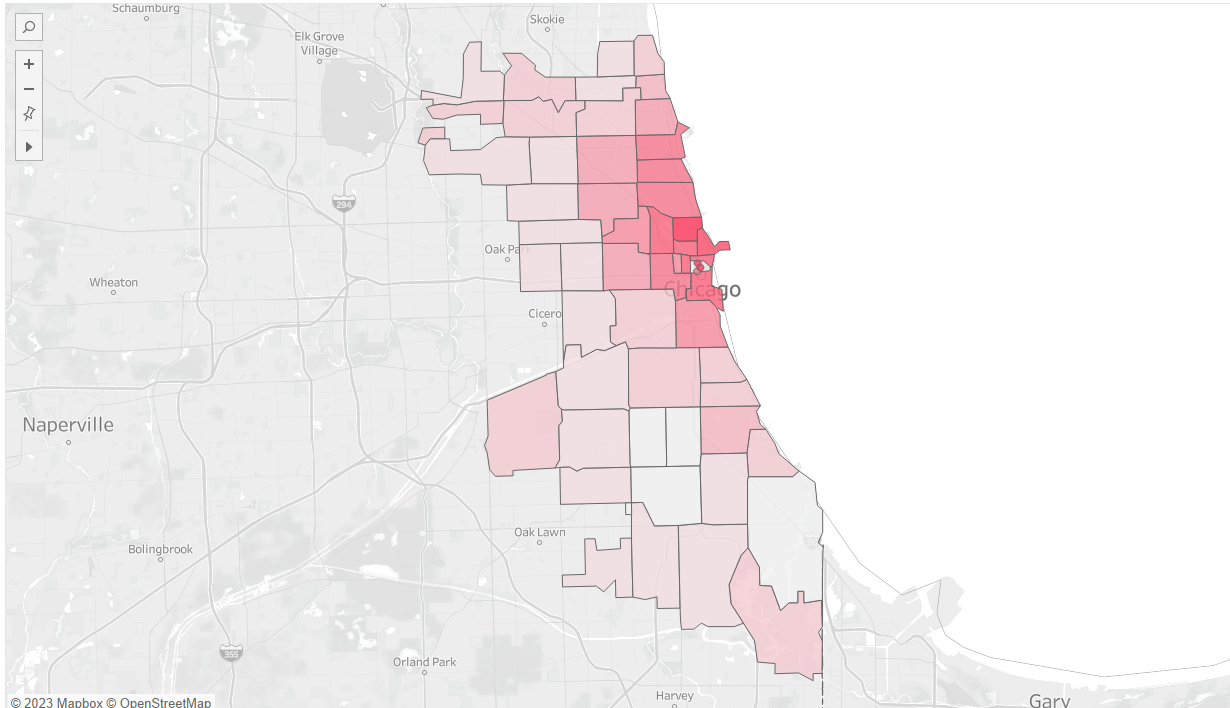 Schaumburg
Skokie
Elk Grove
Village
294
Oak Park
Wheaton
Chicago
Cicero
Naperville
Oak Lawn
Bolingbrook
355
Orland Park
Harvey
Gary
© 2023 Mapbox © OpenStreetMap